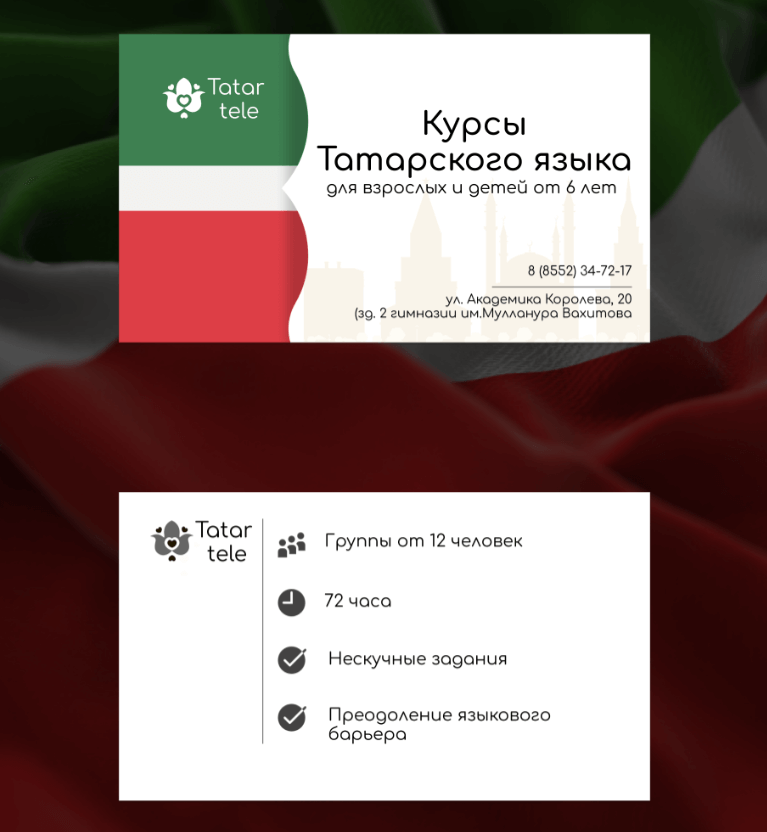 Tatar
tele
Курсы
Татарского языка
для взрослых и детей от 6 лет
8 (8552) 34-72-17
ул. Академика Королева, 20
(зд. 2 гимназии им.Мулланура Вахитова
Tatar
tele
Группы от 12 человек
72 часа
Нескучные задания
Преодоление языкового
барьера